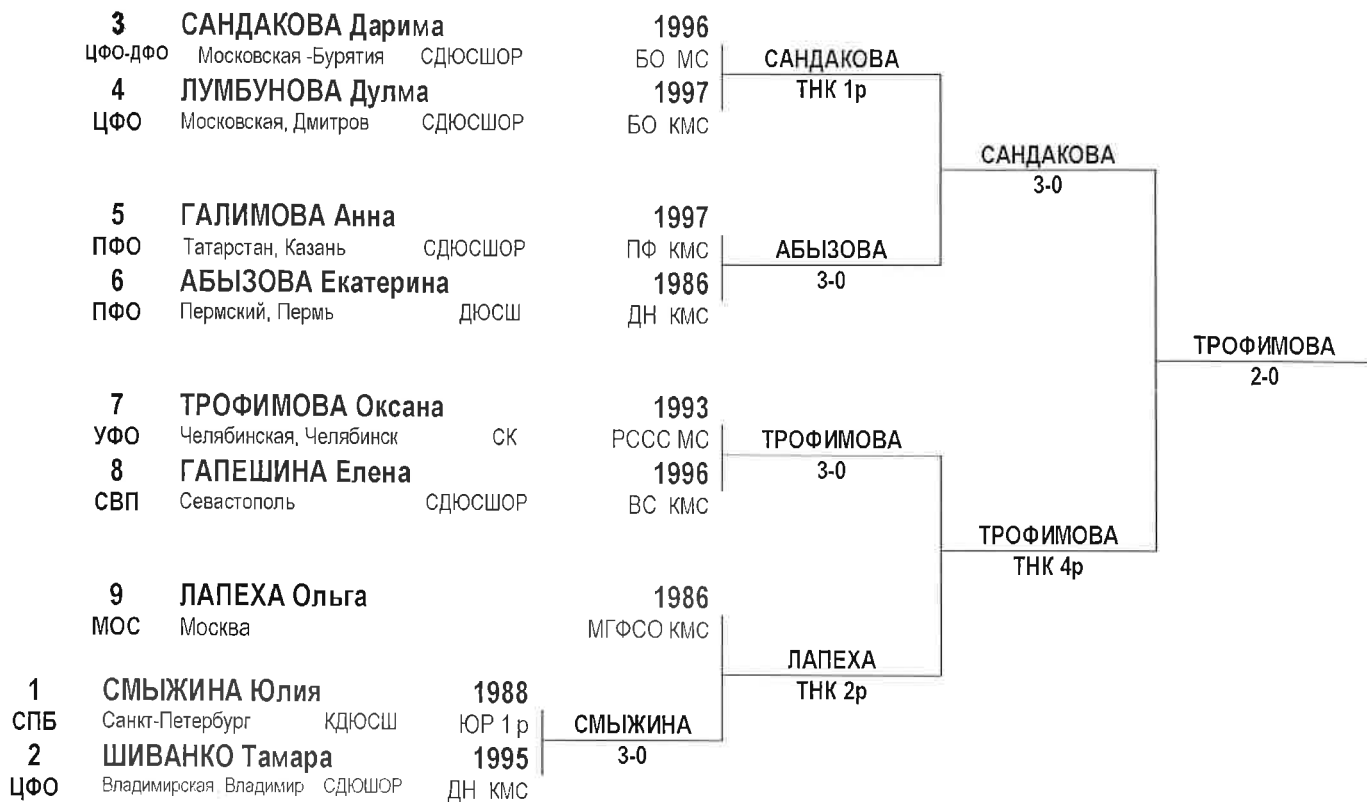 3 САНДАКОВА Дарима 1996
ЦФО-ДФО Московская -Бурятия СДЮСШОР БО МС
САНДАКОВА
ТНК 1р
4 ЛУМБУНОВА Дулма 1997
ЦФО Московская, Дмитров СДЮСШОР БО КМС
САНДАКОВА
3-0
5 ГАЛИМОВА Анна 1997
ПФО Татарстан, Казань СДЮСШОР ПФ КМС
АБЫЗОВА
3-0
6 АБЫЗОВА Екатерина 1986
ПФО Пермский, Пермь ДЮСШ ДН КМС
ТРОФИМОВА
2-0
7 ТРОФИМОВА Оксана 1993
УФО Челябинская, Челябинск СК РССС МС
ТРОФИМОВА
3-0
8 ГАПЕШИНА Елена 1996
СВП Севастополь СДЮСШОР ВС КМС
ТРОФИМОВА
ТНК 4р
9 ЛАПЕХА Ольга 1986
МОС Москва МГФСО КМС
ЛАПЕХА
ТНК 2р
1 СМЫЖИНА Юлия 1988
СПБ Санкт-Петербург КДЮСШ ЮР 1 р
СМЫЖИНА
3-0
2 ШИВАНКО Тамара 1995
ЦФО Владимирская, Владимир СДЮШОР ДН КМС